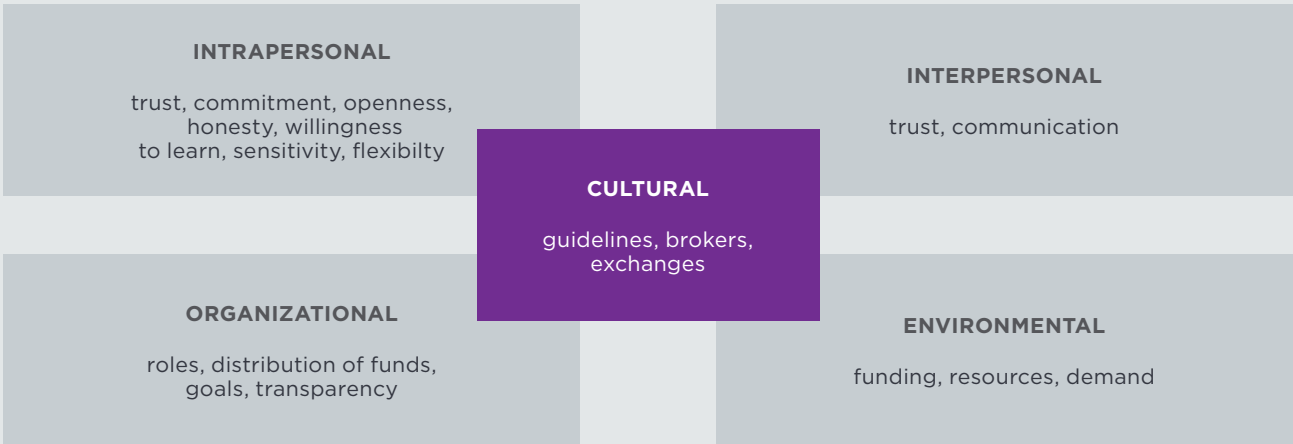 INTRAPERSONAL
trust, commitment, openness,
honesty, willingness
to learn, sensitivity, flexibilty
INTERPERSONAL
trust, communication
CULTURAL
guidelines, brokers,
exchanges
ORGANIZATIONAL
roles, distribution of funds,
goals, transparency
ENVIRONMENTAL
funding, resources, demand